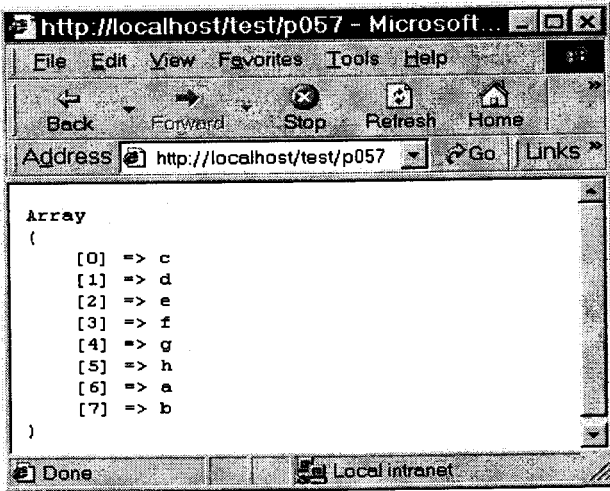 http://localhost/test/p057 - Microsoft...
File Edit View Favorites Tools Help
Back Forward Stop Refresh Home »
Address http://localhost/test/p057 Go Links »
Array
(
[0] => c
[1] => d
[2] => e
[3] => f
[4] => g
[5] => h
[6] => a
[7] => b
)
Done Local intranet